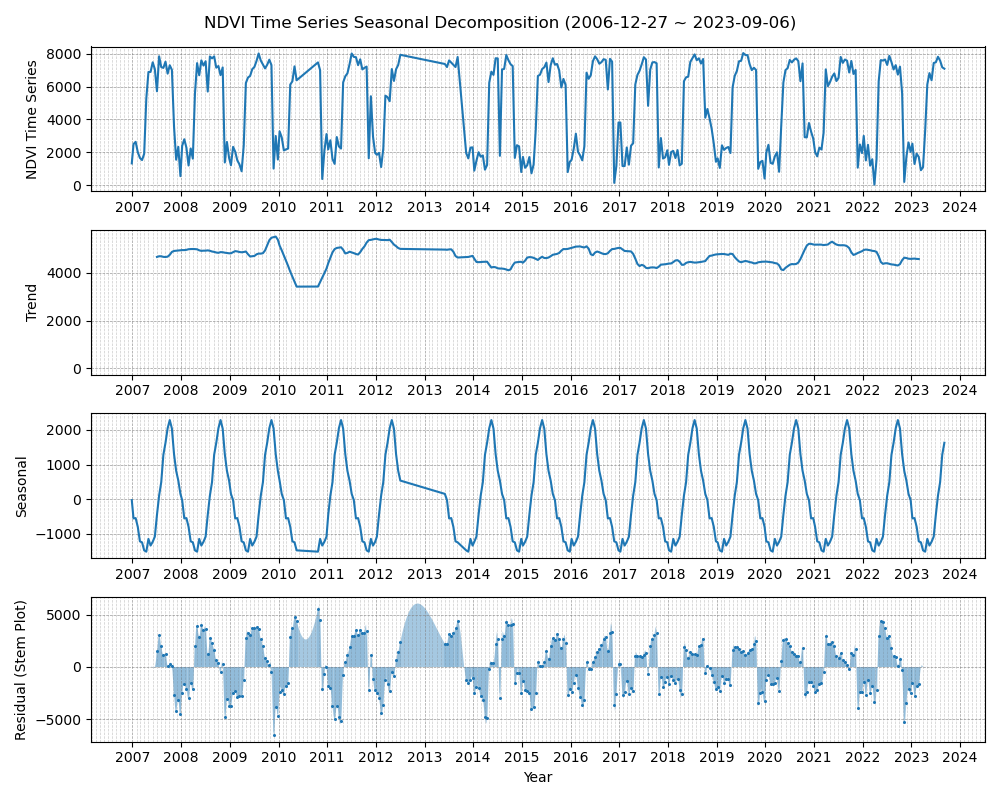 NDVI Time Series Seasonal Decomposition (2006-12-27 ~ 2023-09-06)
NDVI Time Series
8000
6000
4000
2000
0
2007 2008 2009 2010 2011 2012 2013 2014 2015 2016 2017 2018 2019 2020 2021 2022 2023 2024
Trend
4000
2000
0
2007 2008 2009 2010 2011 2012 2013 2014 2015 2016 2017 2018 2019 2020 2021 2022 2023 2024
Seasonal
2000
1000
0
−1000
2007 2008 2009 2010 2011 2012 2013 2014 2015 2016 2017 2018 2019 2020 2021 2022 2023 2024
Residual (Stem Plot)
5000
0
−5000
2007 2008 2009 2010 2011 2012 2013 2014 2015 2016 2017 2018 2019 2020 2021 2022 2023 2024
Year